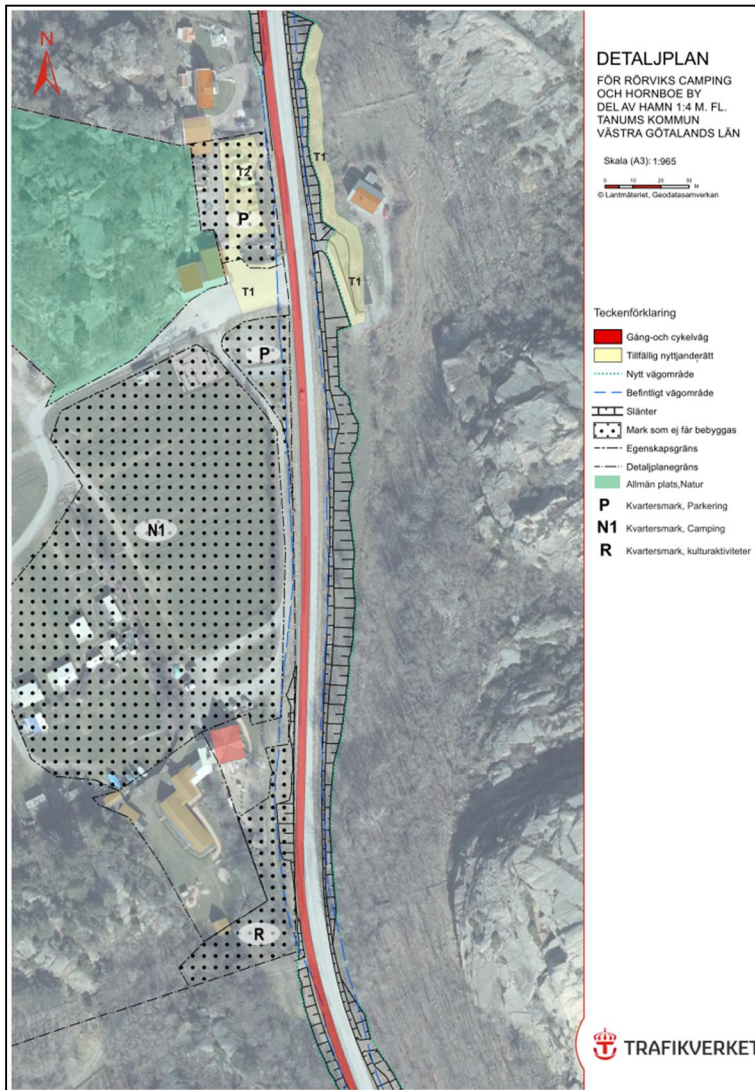 N
T1
T2
P
T1
T1
P
N1
R
DETALJPLAN
FÖR RÖRVIKS CAMPING
OCH HORNBOE BY
DEL AV HAMN 1:4 M. FL.
TANUMS KOMMUN
VÄSTRA GÖTALANDS LÄN
Skala (A3): 1:965
0 10 20 30 M
© Lantmäteriet, Geodatasamverkan
Teckenförklaring
Gång-och cykelväg
Tillfällig nyttjanderätt
Nytt vägområde
Befintligt vägområde
Slänter
Mark som ej får bebyggas
Egenskapsgräns
Detaljplanegräns
Allmän plats,Natur
P Kvartersmark, Parkering
N1 Kvartersmark, Camping
R Kvartersmark, kulturaktiviteter
TRAFIKVERKET